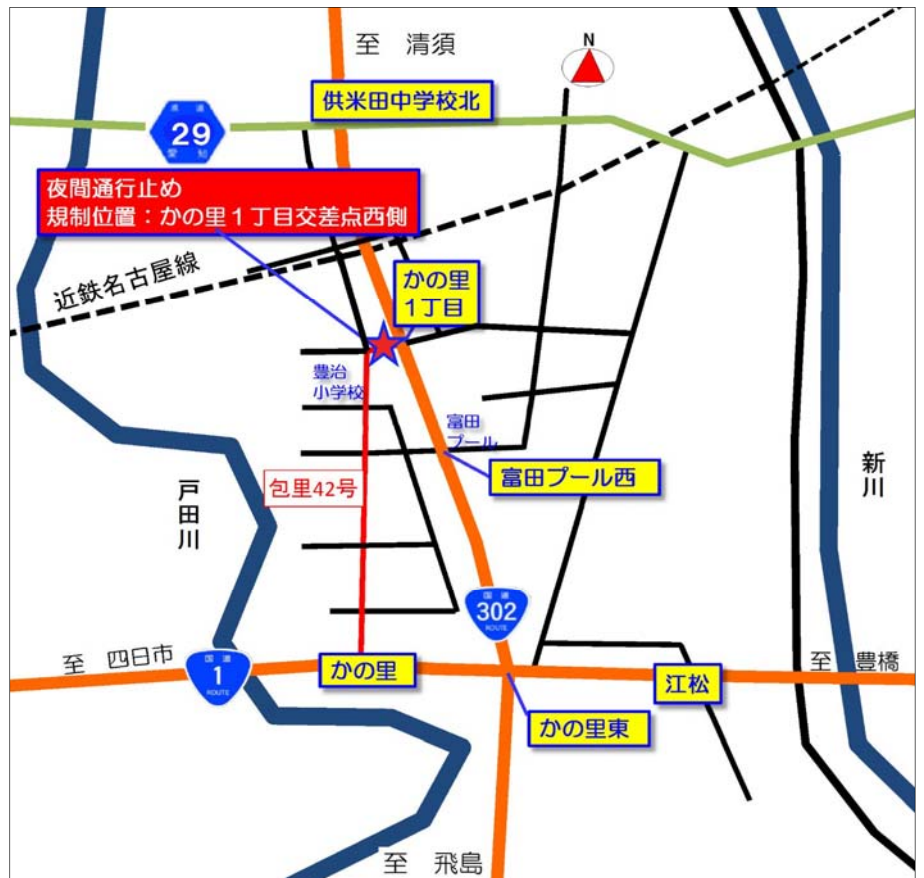 至 清須
N
供米田中学校北
県道
29
愛知
夜間通行止め
規制位置：かの里１丁目交差点西側
近鉄名古屋線
かの里
１丁目
豊治
小学校
富田
プール
富田プール西
包里42号
戸田川
新川
国道
302
ROUTE
至 四日市
国道
1
ROUTE
かの里
至 豊橋
江松
かの里東
至 飛島